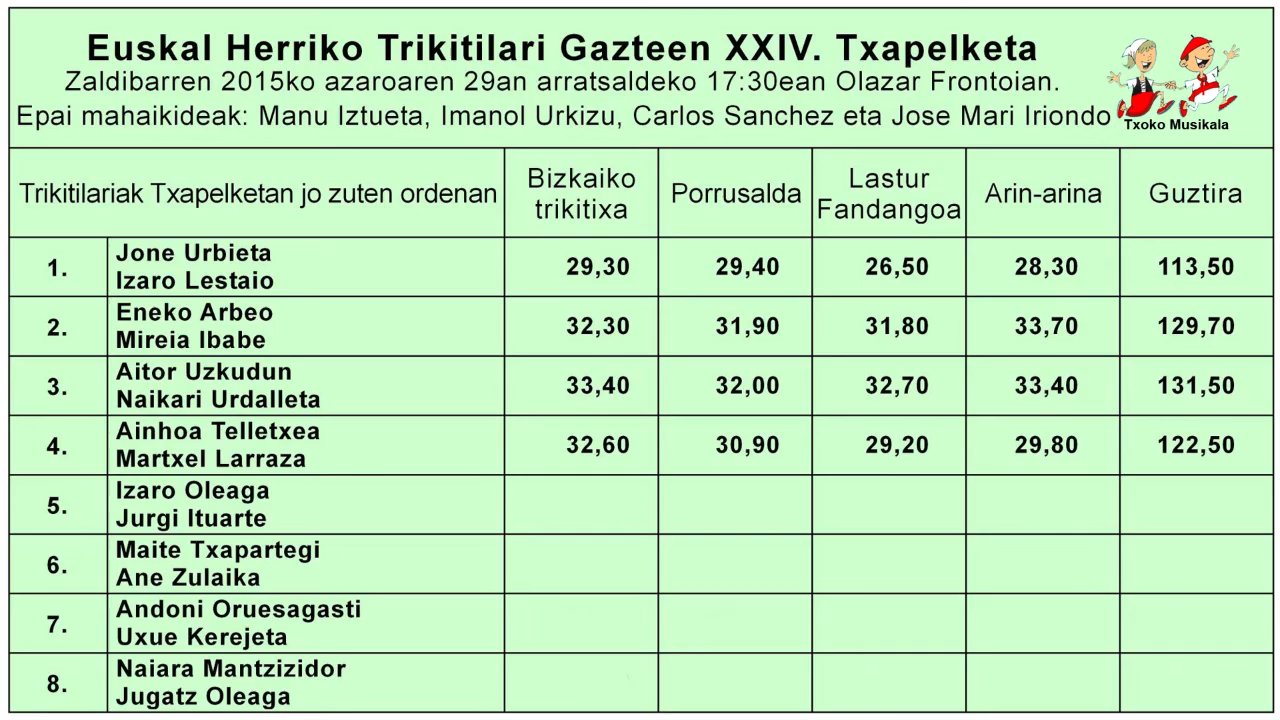 Euskal Herriko Trikitilari Gazteen XXIV. Txapelketa
Zaldibarren 2015ko azaroaren 29an arratsaldeko 17:30ean Olazar Frontoian.
Epai mahaikideak: Manu Iztueta, Imanol Urkizu, Carlos Sanchez eta Jose Mari Iriondo
Txoko Musikala
Trikitilariak Txapelketan jo zuten ordenan
Bizkaiko
trikitixa
Porrusalda
Lastur
Fandangoa
Arin-arina
Guztira
1.
Jone Urbieta
Izaro Lestaio
29,30
29,40
26,50
28,30
113,50
2.
Eneko Arbeo
Mireia Ibabe
32,30
31,90
31,80
33,70
129,70
3.
Aitor Uzkudun
Naikari Urdalleta
33,40
32,00
32,70
33,40
131,50
4.
Ainhoa Telletxea
Martxel Larraza
32,60
30,90
29,20
29,80
122,50
5.
Izaro Oleaga
Jurgi Ituarte
6.
Maite Txapartegi
Ane Zulaika
7.
Andoni Oruesagasti
Uxue Kerejeta
8.
Naiara Mantzizidor
Jugatz Oleaga